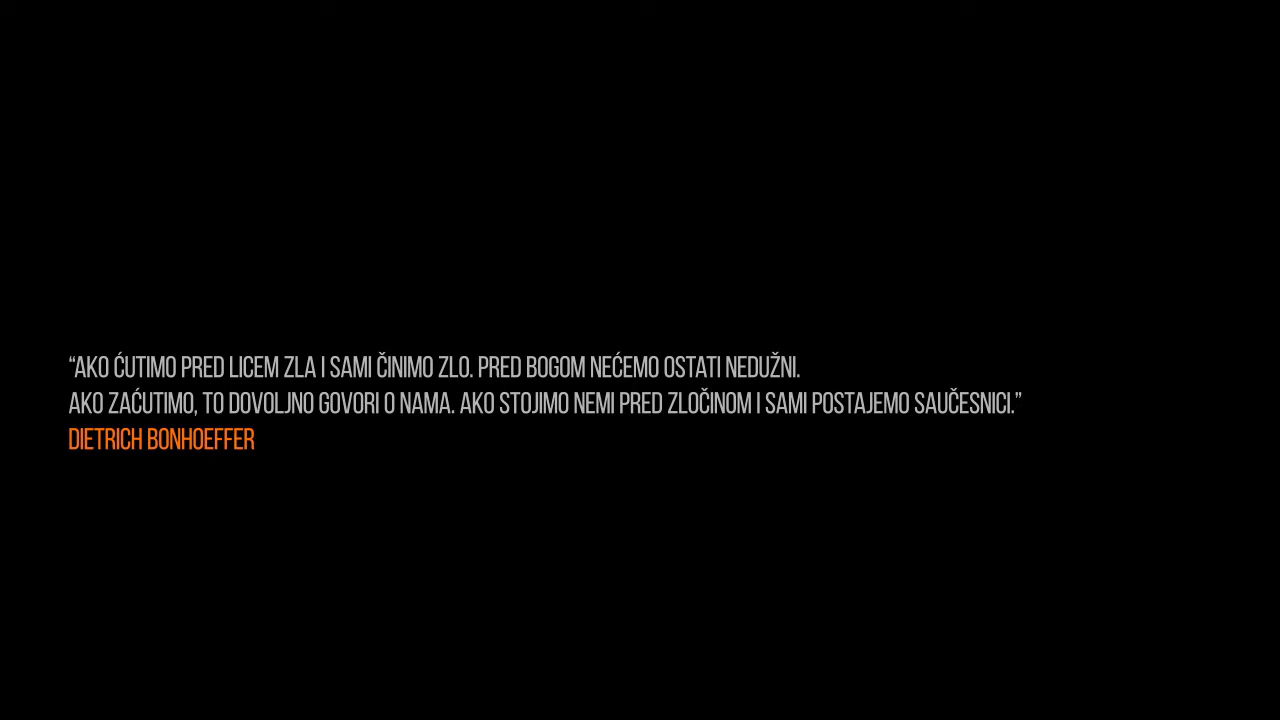 “AKO ĆUTIMO PRED LICEM ZLA I SAMI ČINIMO ZLO. PRED BOGOM NEĆEMO OSTATI NEDUŽNI.
AKO ZAĆUTIMO, TO DOVOLJNO GOVORI O NAMA. AKO STOJIMO NEMI PRED ZLOČINOM I SAMI POSTAJEMO SAUČESNICI.”
DIETRICH BONHOEFFER